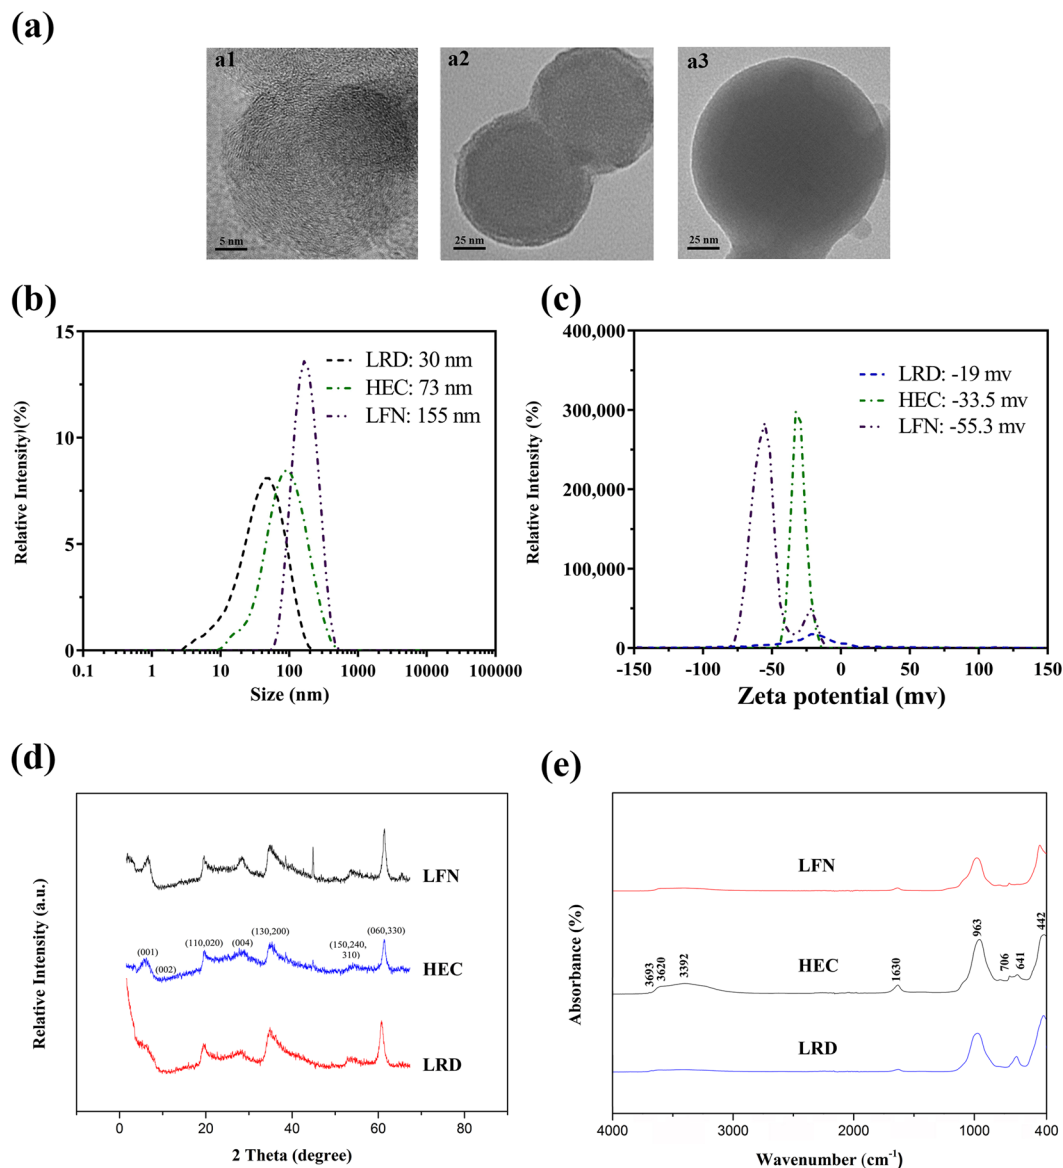 (a)
a1
a2
a3
5 nm
25 nm
25 nm
(b)
Relative Intensity)(%)
15
10
5
0
0.1 1 10 100 1000 10000 100000
Size (nm)
LRD: 30 nm
HEC: 73 nm
LFN: 155 nm
(c)
Relative Intensity (%)
400,000
300,000
200,000
100,000
0
-150 -100 -50 0 50 100 150
Zeta potential (mv)
LRD: -19 mv
HEC: -33.5 mv
LFN: -55.3 mv
(d)
Relative Intensity (a.u.)
LFN
(001)
(002)
(110,020)
(004)
(130,200)
(150,240,
310)
(060,330)
HEC
LRD
0 20 40 60 80
2 Theta (degree)
(e)
Absorbance (%)
LFN
HEC
3693
3620
3392
1630
963
706
641
442
LRD
4000 3000 2000 1000 400
Wavenumber (cm⁻¹)